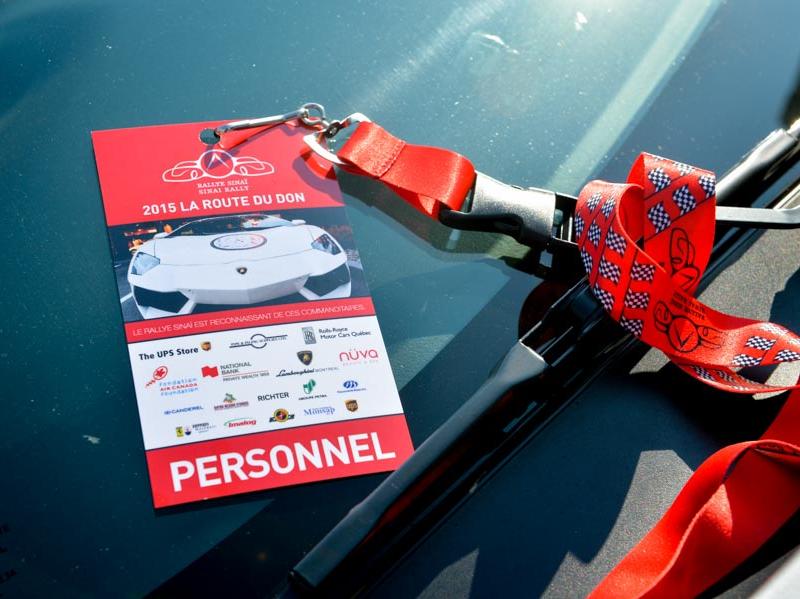 RALLYE SINAÏ
SINAI RALLY
2015 LA ROUTE DU DON
LE RALLYE SINAÏ EST RECONNAISSANT DE CES COMMANDITAIRES.
The UPS Store
Rolls-Royce
Motor Cars Québec
Fondation
AIR CANADA
Foundation
NATIONAL
BANK
PRIVATE WEALTH 1859
Lamborghini MONTRÉAL
nüva
CANDEREL
RICHTER
GROUPE PETRA
imalog
Monsap
PERSONNEL